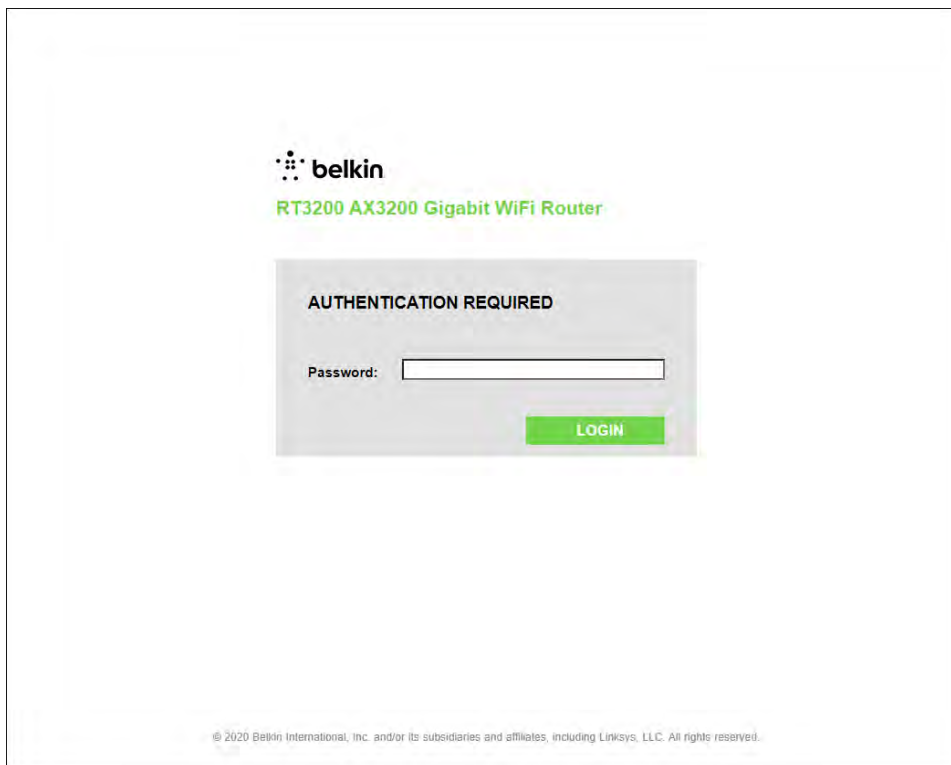 belkin
RT3200 AX3200 Gigabit WiFi Router
AUTHENTICATION REQUIRED
Password:
LOGIN
© 2020 Belkin International, Inc. and/or its subsidiaries and affiliates, including Linksys, LLC. All rights reserved.